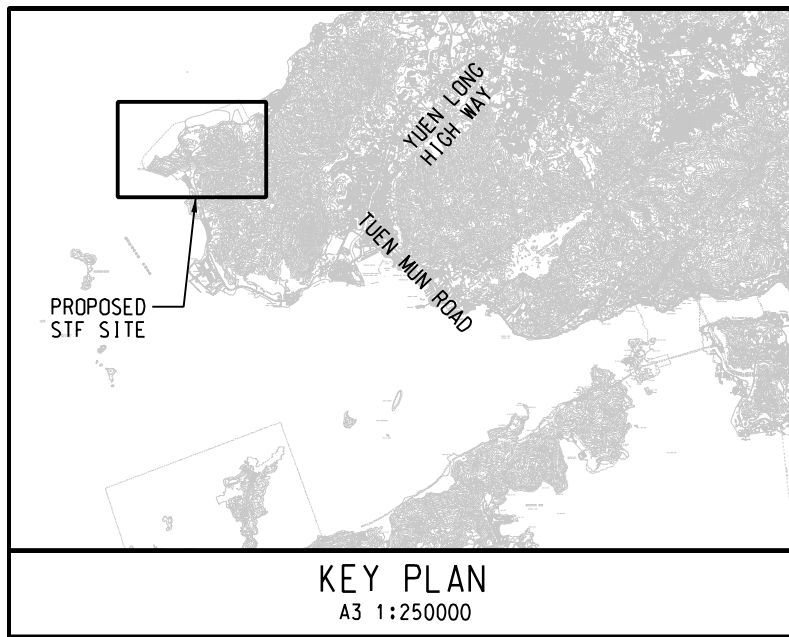 YUEN LONG
HIGH WAY
TUEN MUN ROAD
PROPOSED
STF SITE
KEY PLAN
A3 1:250000